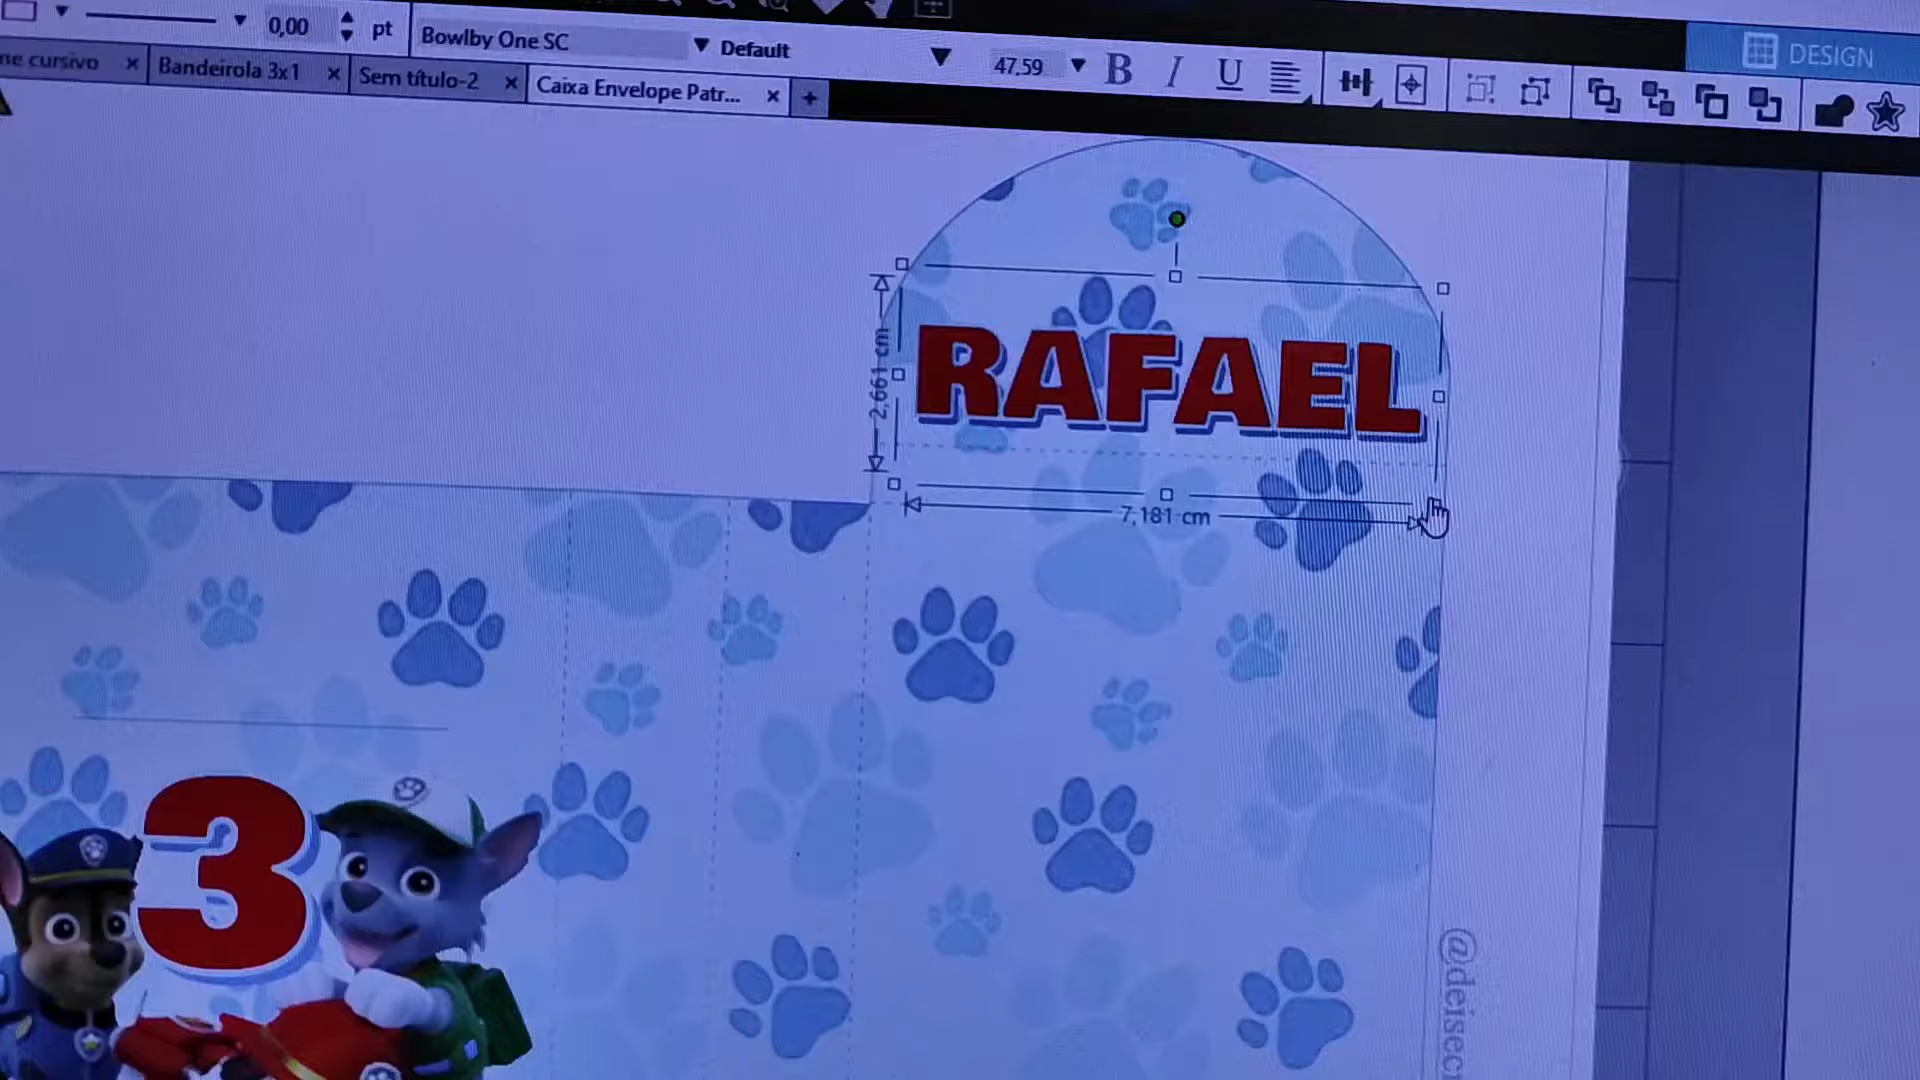 0,00 pt Bowlby One SC Default 47,59 B I U DESIGN
ne cursivo × Bandeirola 3x1 × Sem título-2 × Caixa Envelope Patr... × +
RAFAEL
2,661 cm
7,181 cm
3
@deisecr